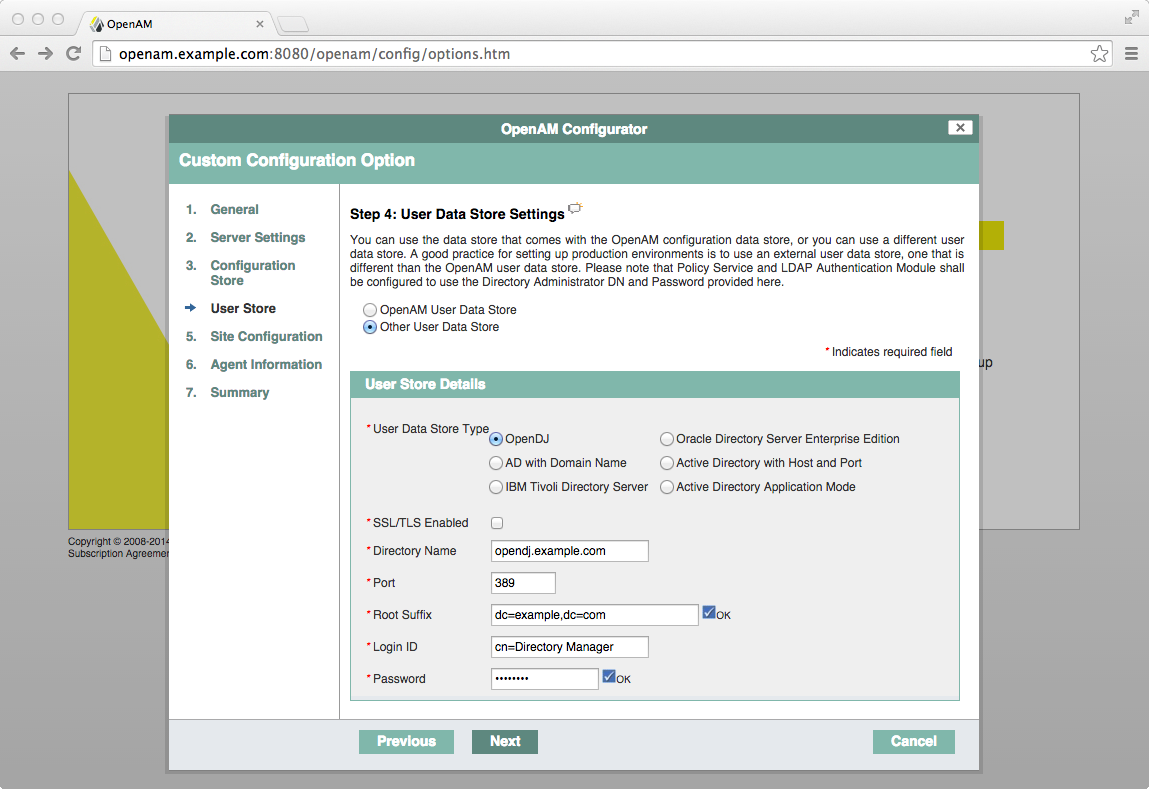 OpenAM
openam.example.com:8080/openam/config/options.htm
OpenAM Configurator
Custom Configuration Option
1. General
2. Server Settings
3. Configuration
Store
User Store
5. Site Configuration
6. Agent Information
7. Summary
Step 4: User Data Store Settings
You can use the data store that comes with the OpenAM configuration data store, or you can use a different user
data store. A good practice for setting up production environments is to use an external user data store, one that is
different than the OpenAM user data store. Please note that Policy Service and LDAP Authentication Module shall
be configured to use the Directory Administrator DN and Password provided here.
OpenAM User Data Store
Other User Data Store
* Indicates required field
User Store Details
* User Data Store Type
OpenDJ Oracle Directory Server Enterprise Edition
AD with Domain Name Active Directory with Host and Port
IBM Tivoli Directory Server Active Directory Application Mode
* SSL/TLS Enabled
* Directory Name opendj.example.com
* Port 389
* Root Suffix dc=example,dc=com OK
* Login ID cn=Directory Manager
* Password •••••••• OK
Previous Next Cancel
up
Copyright © 2008-2014
Subscription Agreemer